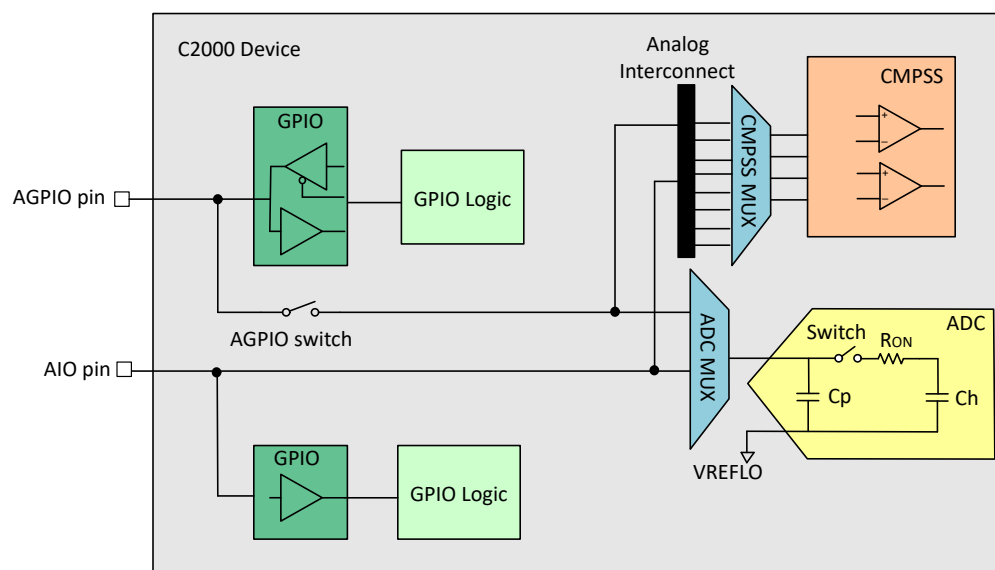 C2000 Device
Analog
Interconnect
CMPSS
GPIO
+
−
CMPSS MUX
+
−
GPIO Logic
AGPIO pin
AGPIO switch
ADC MUX
ADC
Switch
RON
AIO pin
Cp
Ch
GPIO
VREFLO
GPIO Logic